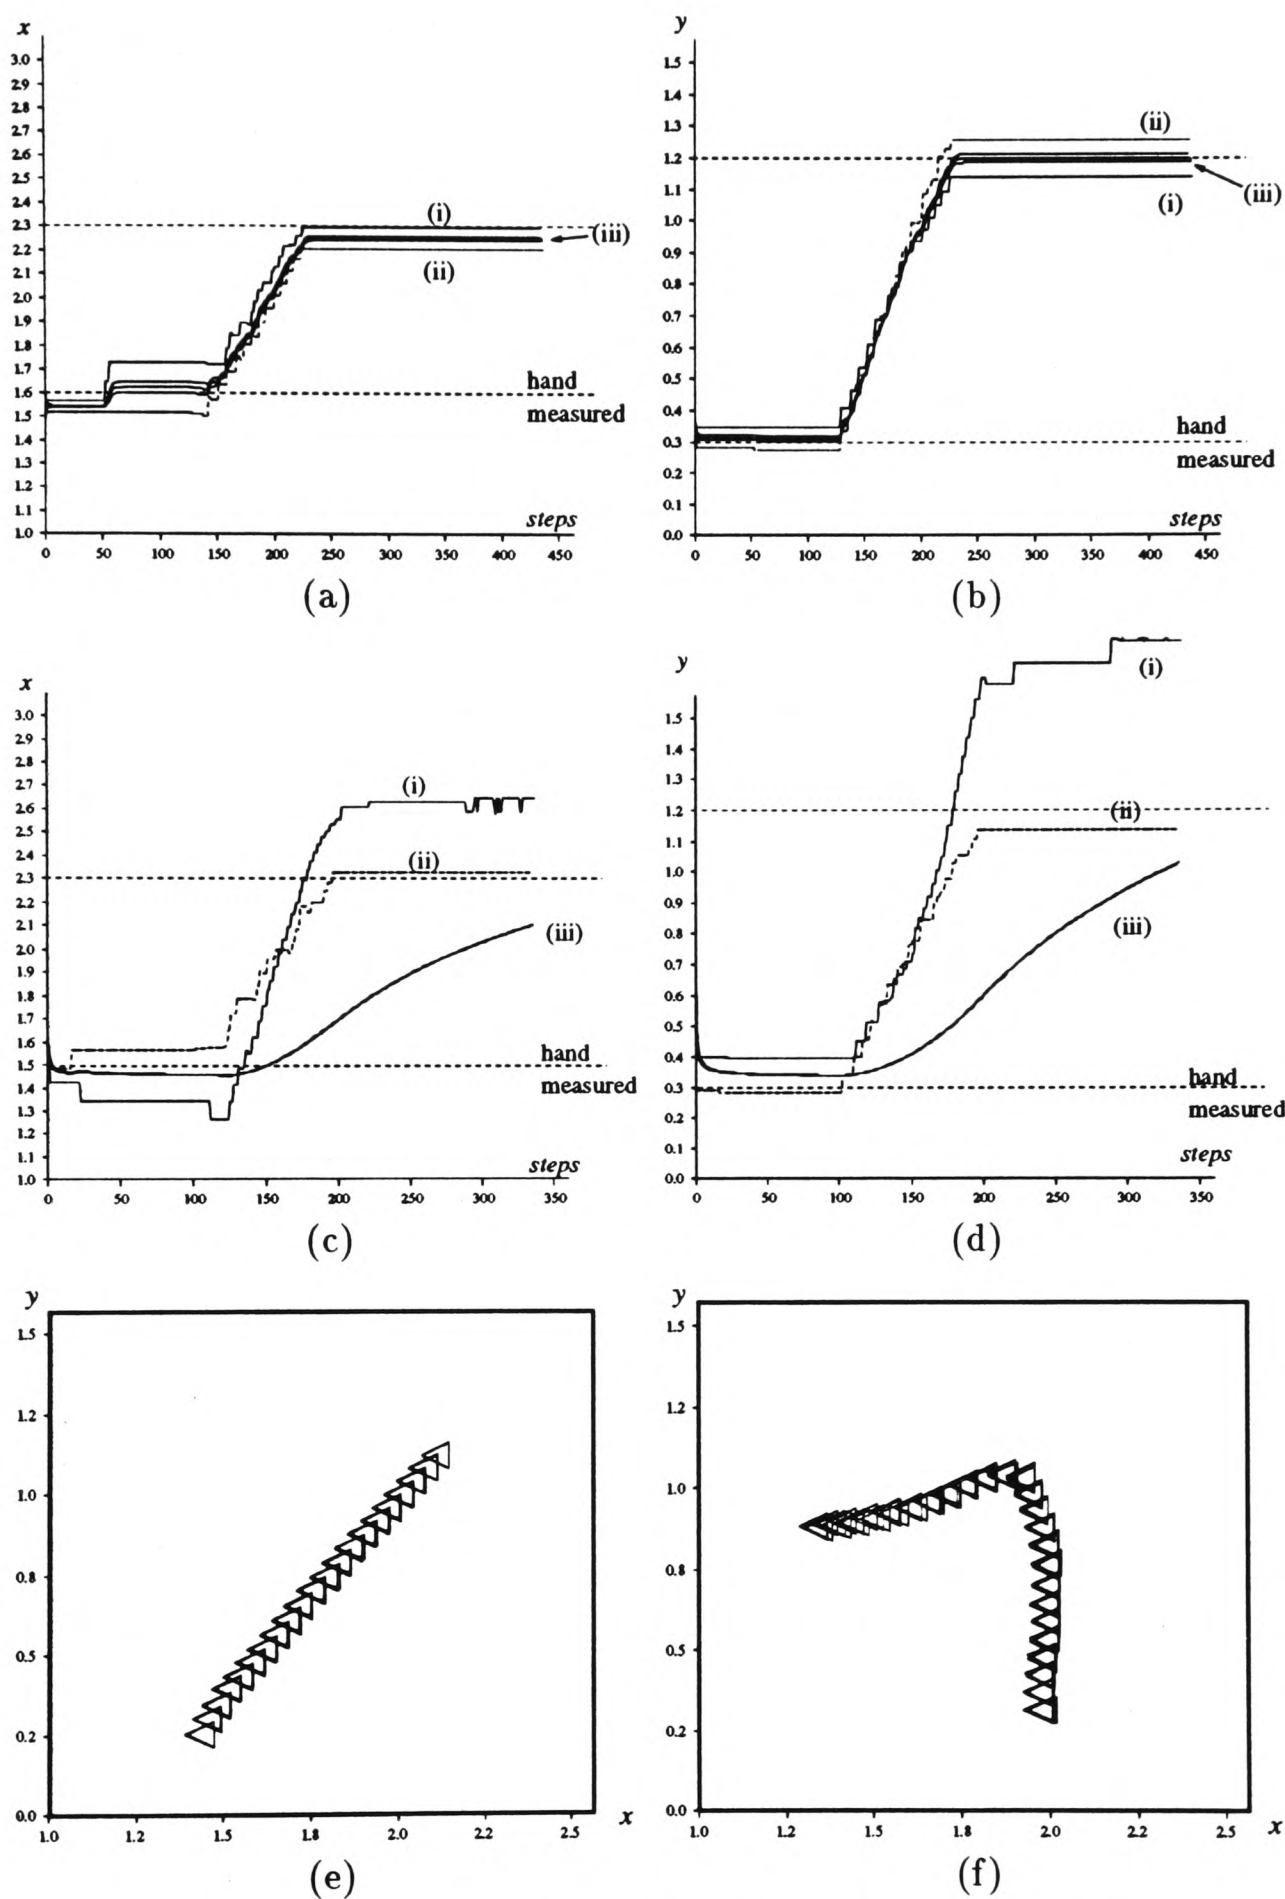 x
3.0
2.9
2.8
2.7
2.6
2.5
2.4
2.3
2.2
2.1
2.0
1.9
1.8
1.7
1.6
1.5
1.4
1.3
1.2
1.1
1.0
(i)
(iii)
(ii)
hand
measured
steps
0 50 100 150 200 250 300 350 400 450
(a)
y
1.5
1.4
1.3
1.2
1.1
1.0
0.9
0.8
0.7
0.6
0.5
0.4
0.3
0.2
0.1
0.0
(ii)
(iii)
(i)
hand
measured
steps
0 50 100 150 200 250 300 350 400 450
(b)
x
3.0
2.9
2.8
2.7
2.6
2.5
2.4
2.3
2.2
2.1
2.0
1.9
1.8
1.7
1.6
1.5
1.4
1.3
1.2
1.1
1.0
(i)
(ii)
(iii)
hand
measured
steps
0 50 100 150 200 250 300 350
(c)
y
1.5
1.4
1.3
1.2
1.1
1.0
0.9
0.8
0.7
0.6
0.5
0.4
0.3
0.2
0.1
0.0
(i)
(ii)
(iii)
hand
measured
steps
0 50 100 150 200 250 300 350
(d)
y
1.5
1.2
1.0
0.8
0.5
0.2
0.0
1.0 1.2 1.5 1.8 2.0 2.2 2.5
x
(e)
y
1.5
1.2
1.0
0.8
0.5
0.2
0.0
1.0 1.2 1.5 1.8 2.0 2.2 2.5
x
(f)